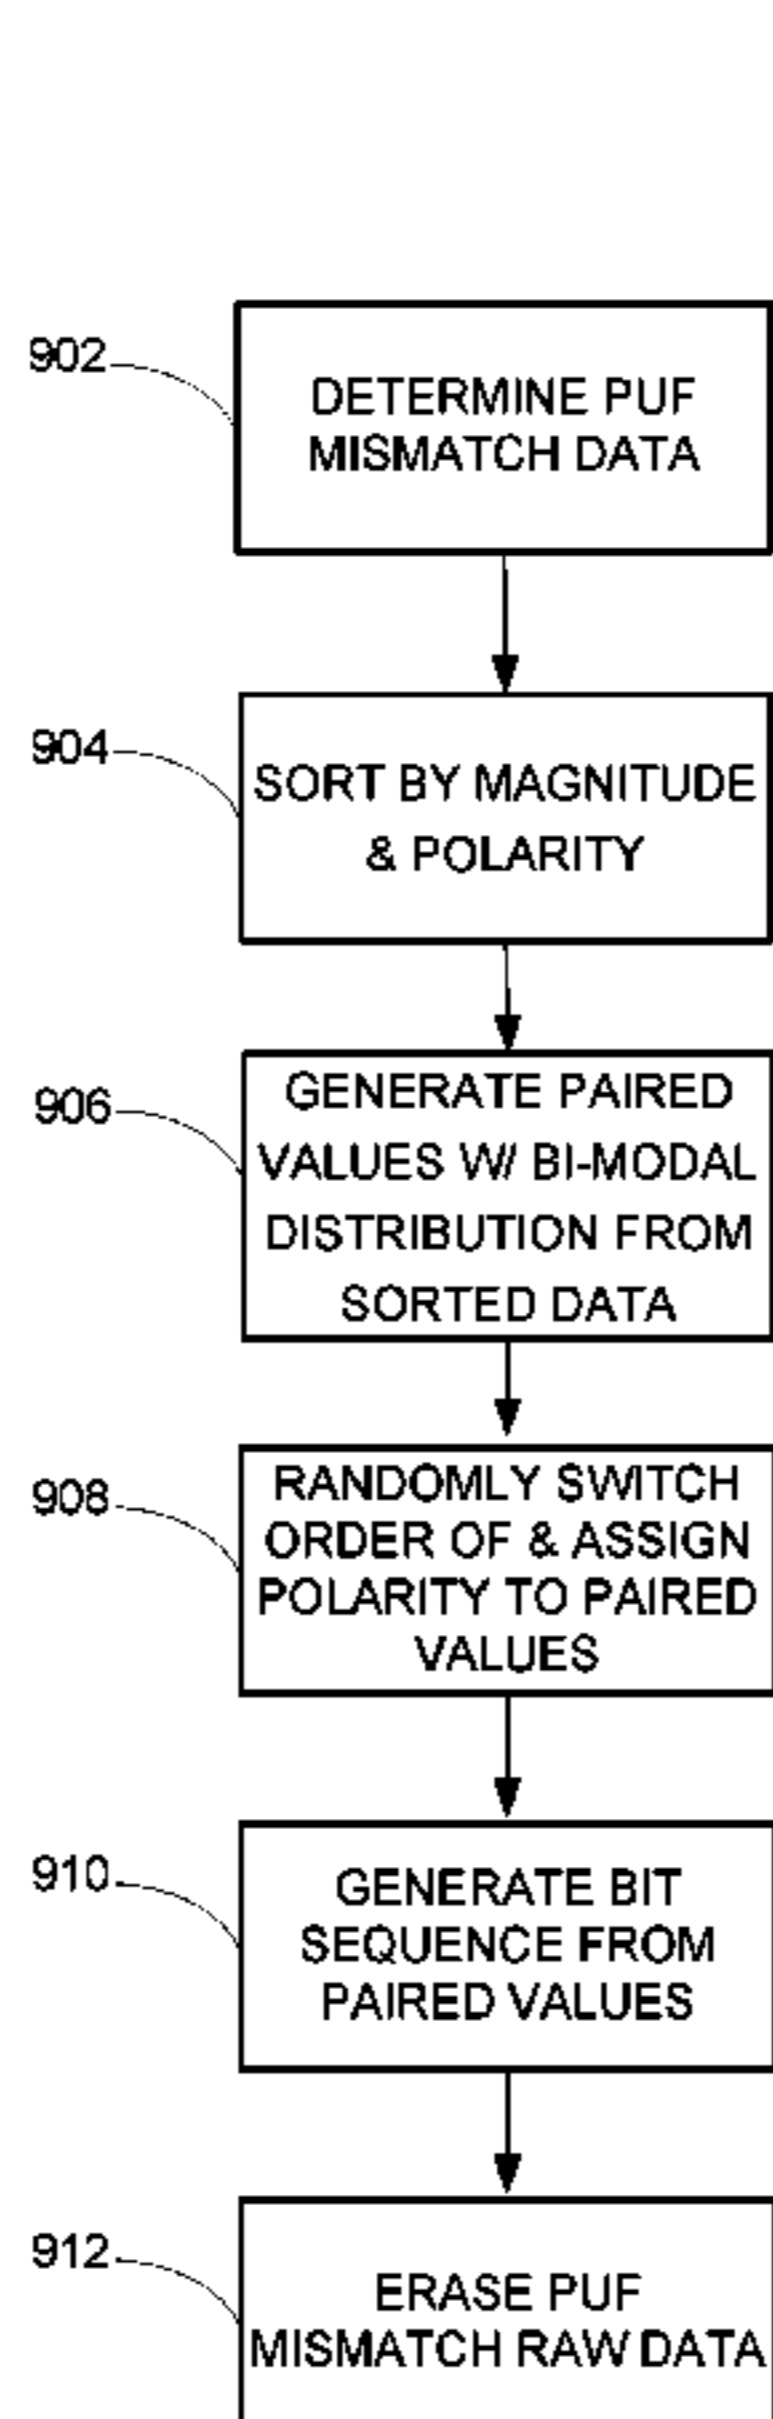 902
DETERMINE PUF
MISMATCH DATA
904
SORT BY MAGNITUDE
& POLARITY
906
GENERATE PAIRED
VALUES W/ BI-MODAL
DISTRIBUTION FROM
SORTED DATA
908
RANDOMLY SWITCH
ORDER OF & ASSIGN
POLARITY TO PAIRED
VALUES
910
GENERATE BIT
SEQUENCE FROM
PAIRED VALUES
912
ERASE PUF
MISMATCH RAW DATA